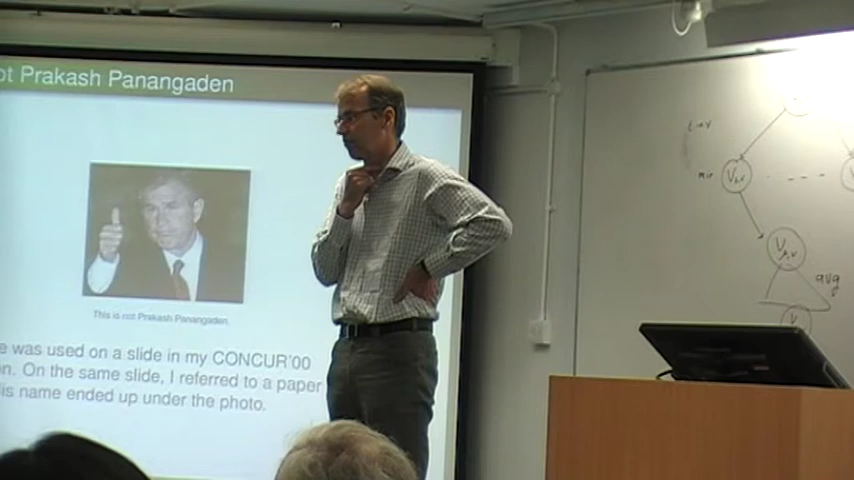 ot Prakash Panangaden
This is not Prakash Panangaden.
e was used on a slide in my CONCUR'00
n. On the same slide, I referred to a paper
is name ended up under the photo.
avg